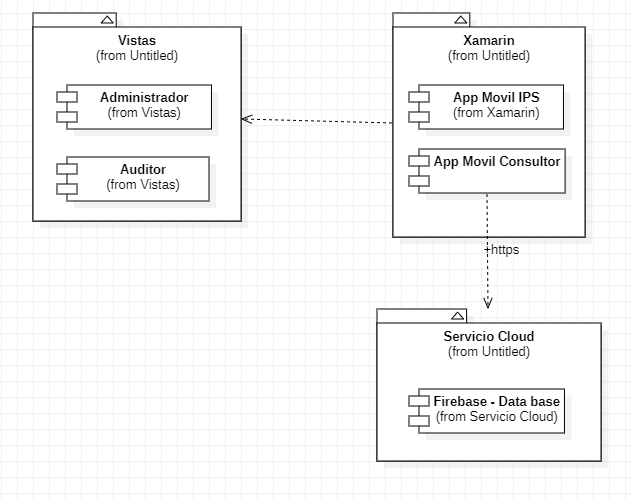 Vistas
(from Untitled)
Administrador
(from Vistas)
Auditor
(from Vistas)
Xamarin
(from Untitled)
App Movil IPS
(from Xamarin)
App Movil Consultor
+https
Servicio Cloud
(from Untitled)
Firebase - Data base
(from Servicio Cloud)